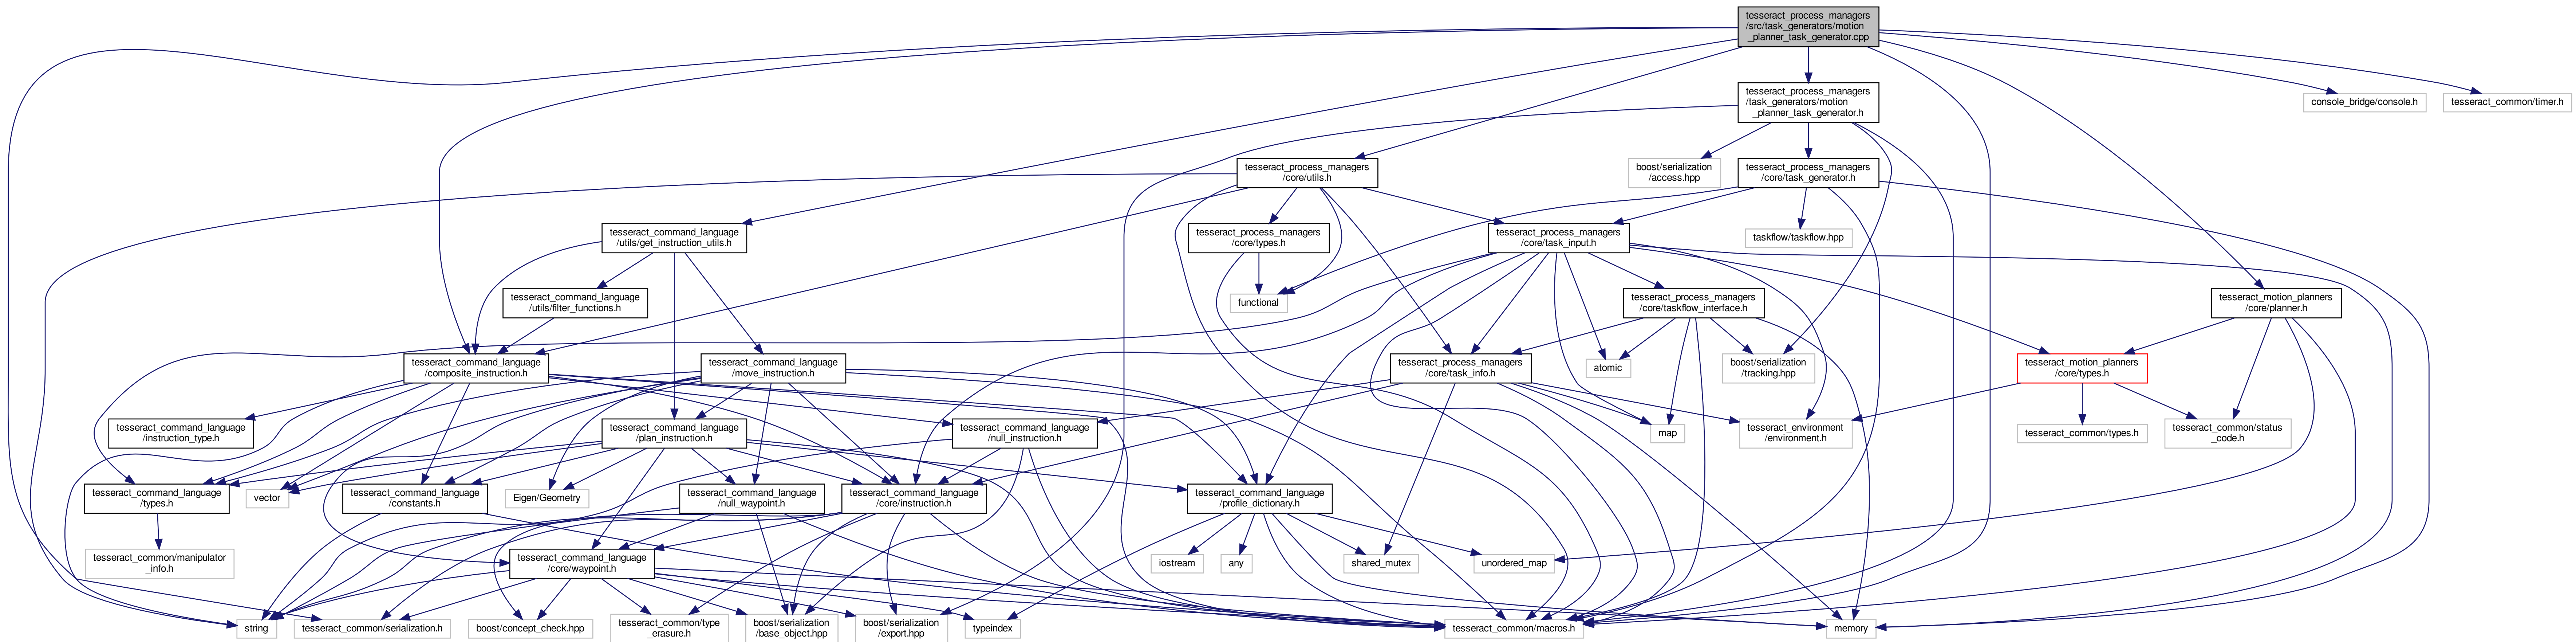 tesseract_process_managers
/src/task_generators/motion
_planner_task_generator.cpp
tesseract_process_managers
/task_generators/motion
_planner_task_generator.h
console_bridge/console.h
tesseract_common/timer.h
tesseract_process_managers
/core/utils.h
boost/serialization
/access.hpp
tesseract_process_managers
/core/task_generator.h
tesseract_command_language
/utils/get_instruction_utils.h
tesseract_process_managers
/core/types.h
tesseract_process_managers
/core/task_input.h
taskflow/taskflow.hpp
tesseract_command_language
/utils/filter_functions.h
functional
tesseract_process_managers
/core/taskflow_interface.h
tesseract_motion_planners
/core/planner.h
tesseract_command_language
/composite_instruction.h
tesseract_command_language
/move_instruction.h
tesseract_process_managers
/core/task_info.h
atomic
boost/serialization
/tracking.hpp
tesseract_motion_planners
/core/types.h
tesseract_command_language
/instruction_type.h
tesseract_command_language
/plan_instruction.h
tesseract_command_language
/null_instruction.h
map
tesseract_environment
/environment.h
tesseract_common/types.h
tesseract_common/status
_code.h
tesseract_command_language
/types.h
vector
tesseract_command_language
/constants.h
Eigen/Geometry
tesseract_command_language
/null_waypoint.h
tesseract_command_language
/core/instruction.h
tesseract_command_language
/profile_dictionary.h
tesseract_common/manipulator
_info.h
tesseract_command_language
/core/waypoint.h
iostream
any
shared_mutex
unordered_map
string
tesseract_common/serialization.h
boost/concept_check.hpp
tesseract_common/type
_erasure.h
boost/serialization
/base_object.hpp
boost/serialization
/export.hpp
typeindex
tesseract_common/macros.h
memory